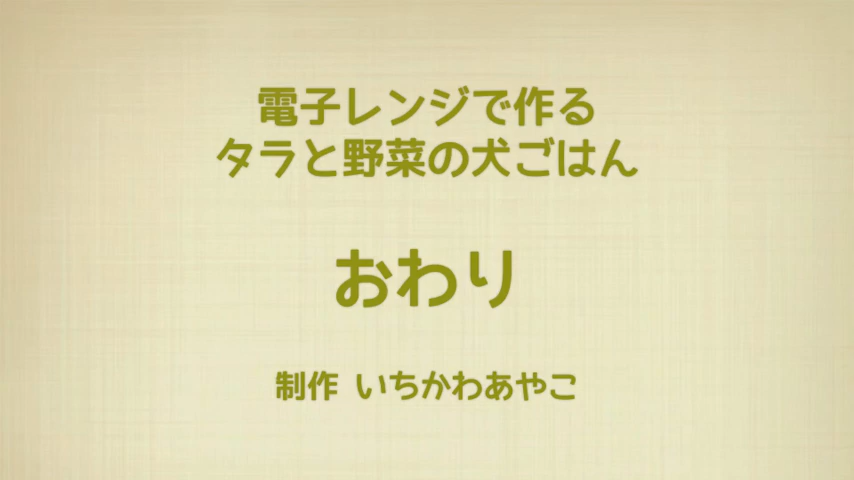 電子レンジで作る
タラと野菜の犬ごはん
おわり
制作 いちかわあやこ